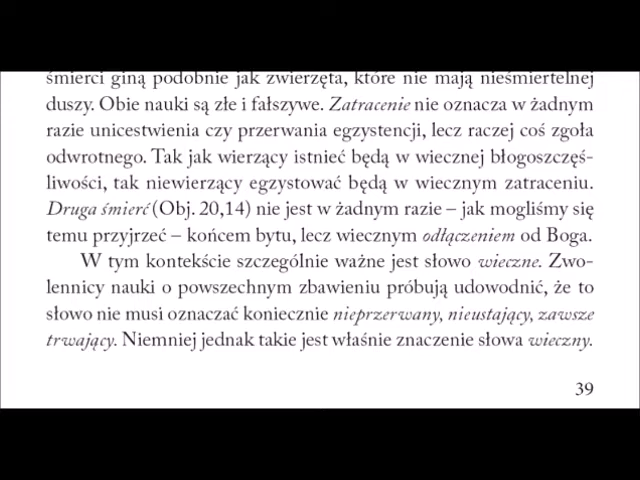 śmierci giną podobnie jak zwierzęta, które nie mają nieśmiertelnej
duszy. Obie nauki są złe i fałszywe. Zatracenie nie oznacza w żadnym
razie unicestwienia czy przerwania egzystencji, lecz raczej coś zgoła
odwrotnego. Tak jak wierzący istnieć będą w wiecznej błogoszczęś-
liwości, tak niewierzący egzystować będą w wiecznym zatraceniu.
Druga śmierć (Obj. 20,14) nie jest w żadnym razie – jak mogliśmy się
temu przyjrzeć – końcem bytu, lecz wiecznym odłączeniem od Boga.
W tym kontekście szczególnie ważne jest słowo wieczne. Zwo-
lennicy nauki o powszechnym zbawieniu próbują udowodnić, że to
słowo nie musi oznaczać koniecznie nieprzerwany, nieustający, zawsze
trwający. Niemniej jednak takie jest właśnie znaczenie słowa wieczny.
39